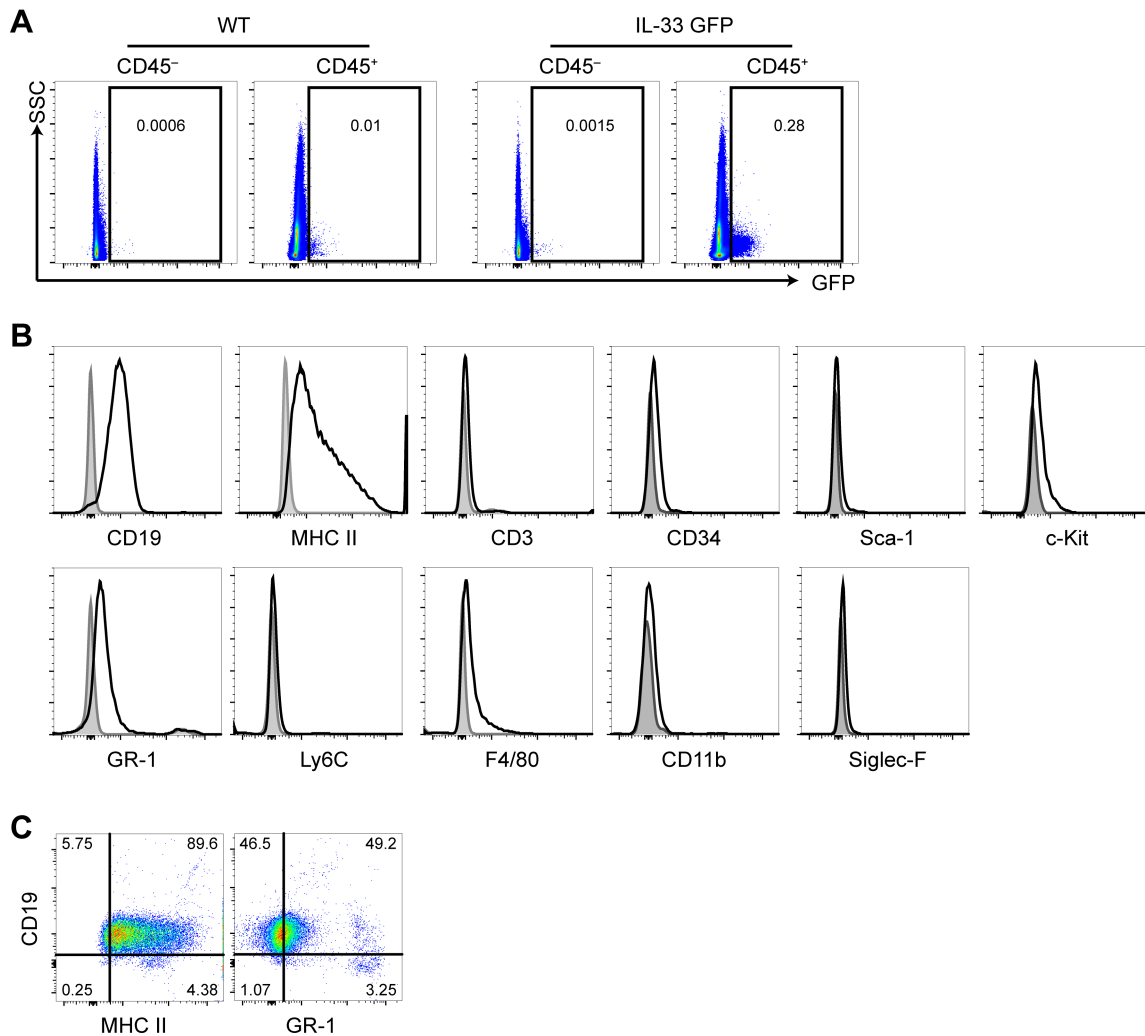 A
WT
IL-33 GFP
CD45⁻
CD45⁺
CD45⁻
CD45⁺
SSC
0.0006
0.01
0.0015
0.28
GFP
B
CD19
MHC II
CD3
CD34
Sca-1
c-Kit
GR-1
Ly6C
F4/80
CD11b
Siglec-F
C
5.75
89.6
46.5
49.2
CD19
0.25
4.38
1.07
3.25
MHC II
GR-1